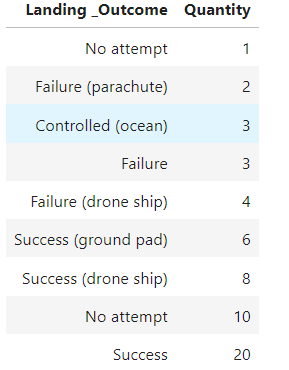 Landing _Outcome Quantity
No attempt 1
Failure (parachute) 2
Controlled (ocean) 3
Failure 3
Failure (drone ship) 4
Success (ground pad) 6
Success (drone ship) 8
No attempt 10
Success 20